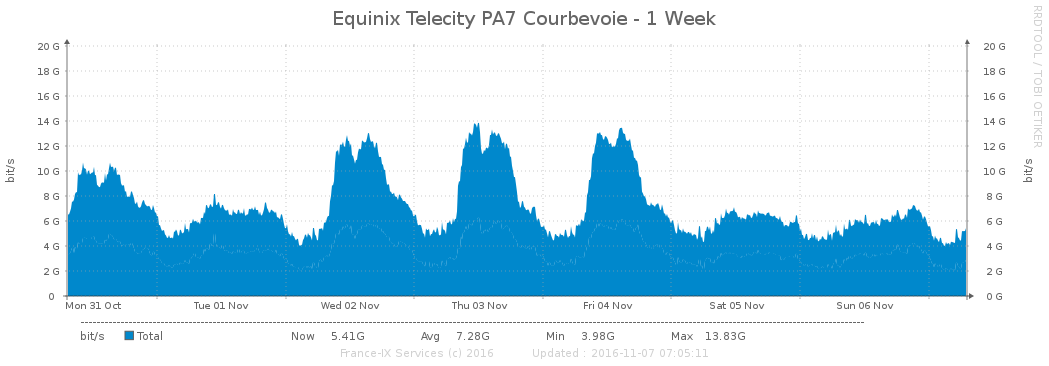 Equinix Telecity PA7 Courbevoie - 1 Week
RRDTOOL / TOBI OETIKER
20 G 20 G
18 G 18 G
16 G 16 G
14 G 14 G
12 G 12 G
10 G 10 G
8 G 8 G
6 G 6 G
4 G 4 G
2 G 2 G
0 0 G
bit/s bit/s
Mon 31 Oct Tue 01 Nov Wed 02 Nov Thu 03 Nov Fri 04 Nov Sat 05 Nov Sun 06 Nov
bit/s Total Now 5.41G Avg 7.28G Min 3.98G Max 13.83G
France-IX Services (c) 2016 Updated : 2016-11-07 07:05:11